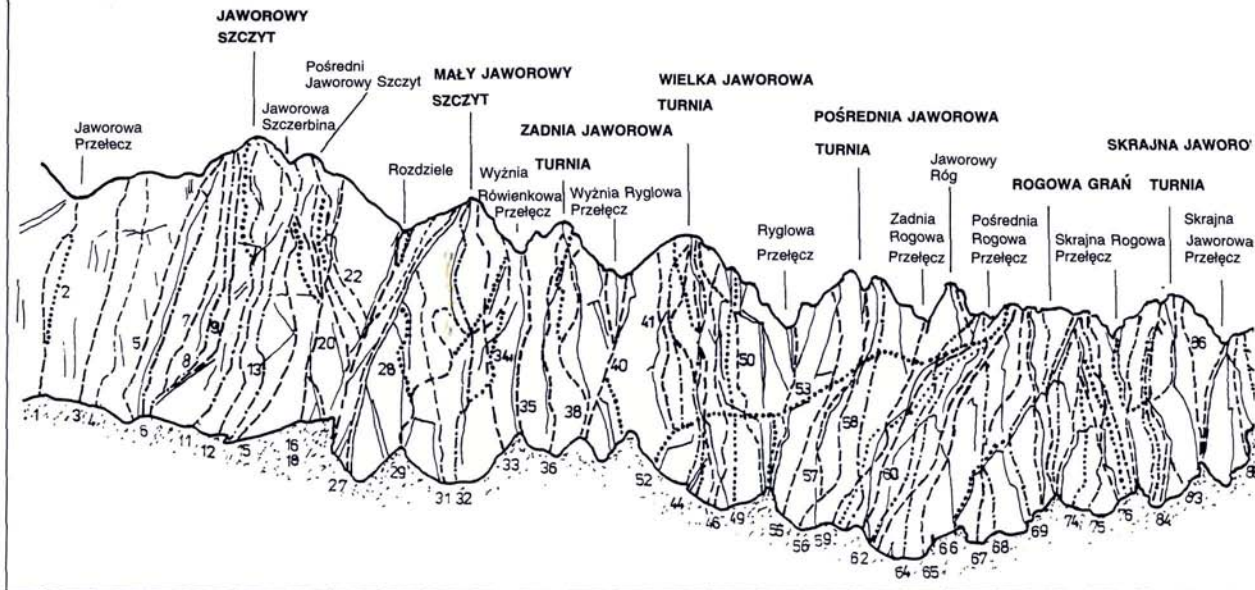 JAWOROWY
SZCZYT
Jaworowa
Przełęcz
Jaworowa
Szczerbina
Pośredni
Jaworowy Szczyt
MAŁY JAWOROWY
SZCZYT
Rozdziele
Wyżnia
Rówienkowa
Przełęcz
ZADNIA JAWOROWA
TURNIA
Wyżnia Ryglowa
Przełęcz
WIELKA JAWOROWA
TURNIA
Ryglowa
Przełęcz
POŚREDNIA JAWOROWA
TURNIA
Zadnia
Rogowa
Przełęcz
Jaworowy
Róg
Pośrednia
Rogowa
Przełęcz
ROGOWA GRAŃ
Skrajna Rogowa
Przełęcz
SKRAJNA JAWORO
TURNIA
Skrajna
Jaworowa
Przełęcz
2
5
7
8
13
20
22
28
34
35
38
40
41
50
53
57
58
60
86
1
3
4
6
11
12
15
16
18
27
29
31
32
33
36
52
44
46
49
55
56
59
62
64
65
66
67
68
69
74
75
76
84
93